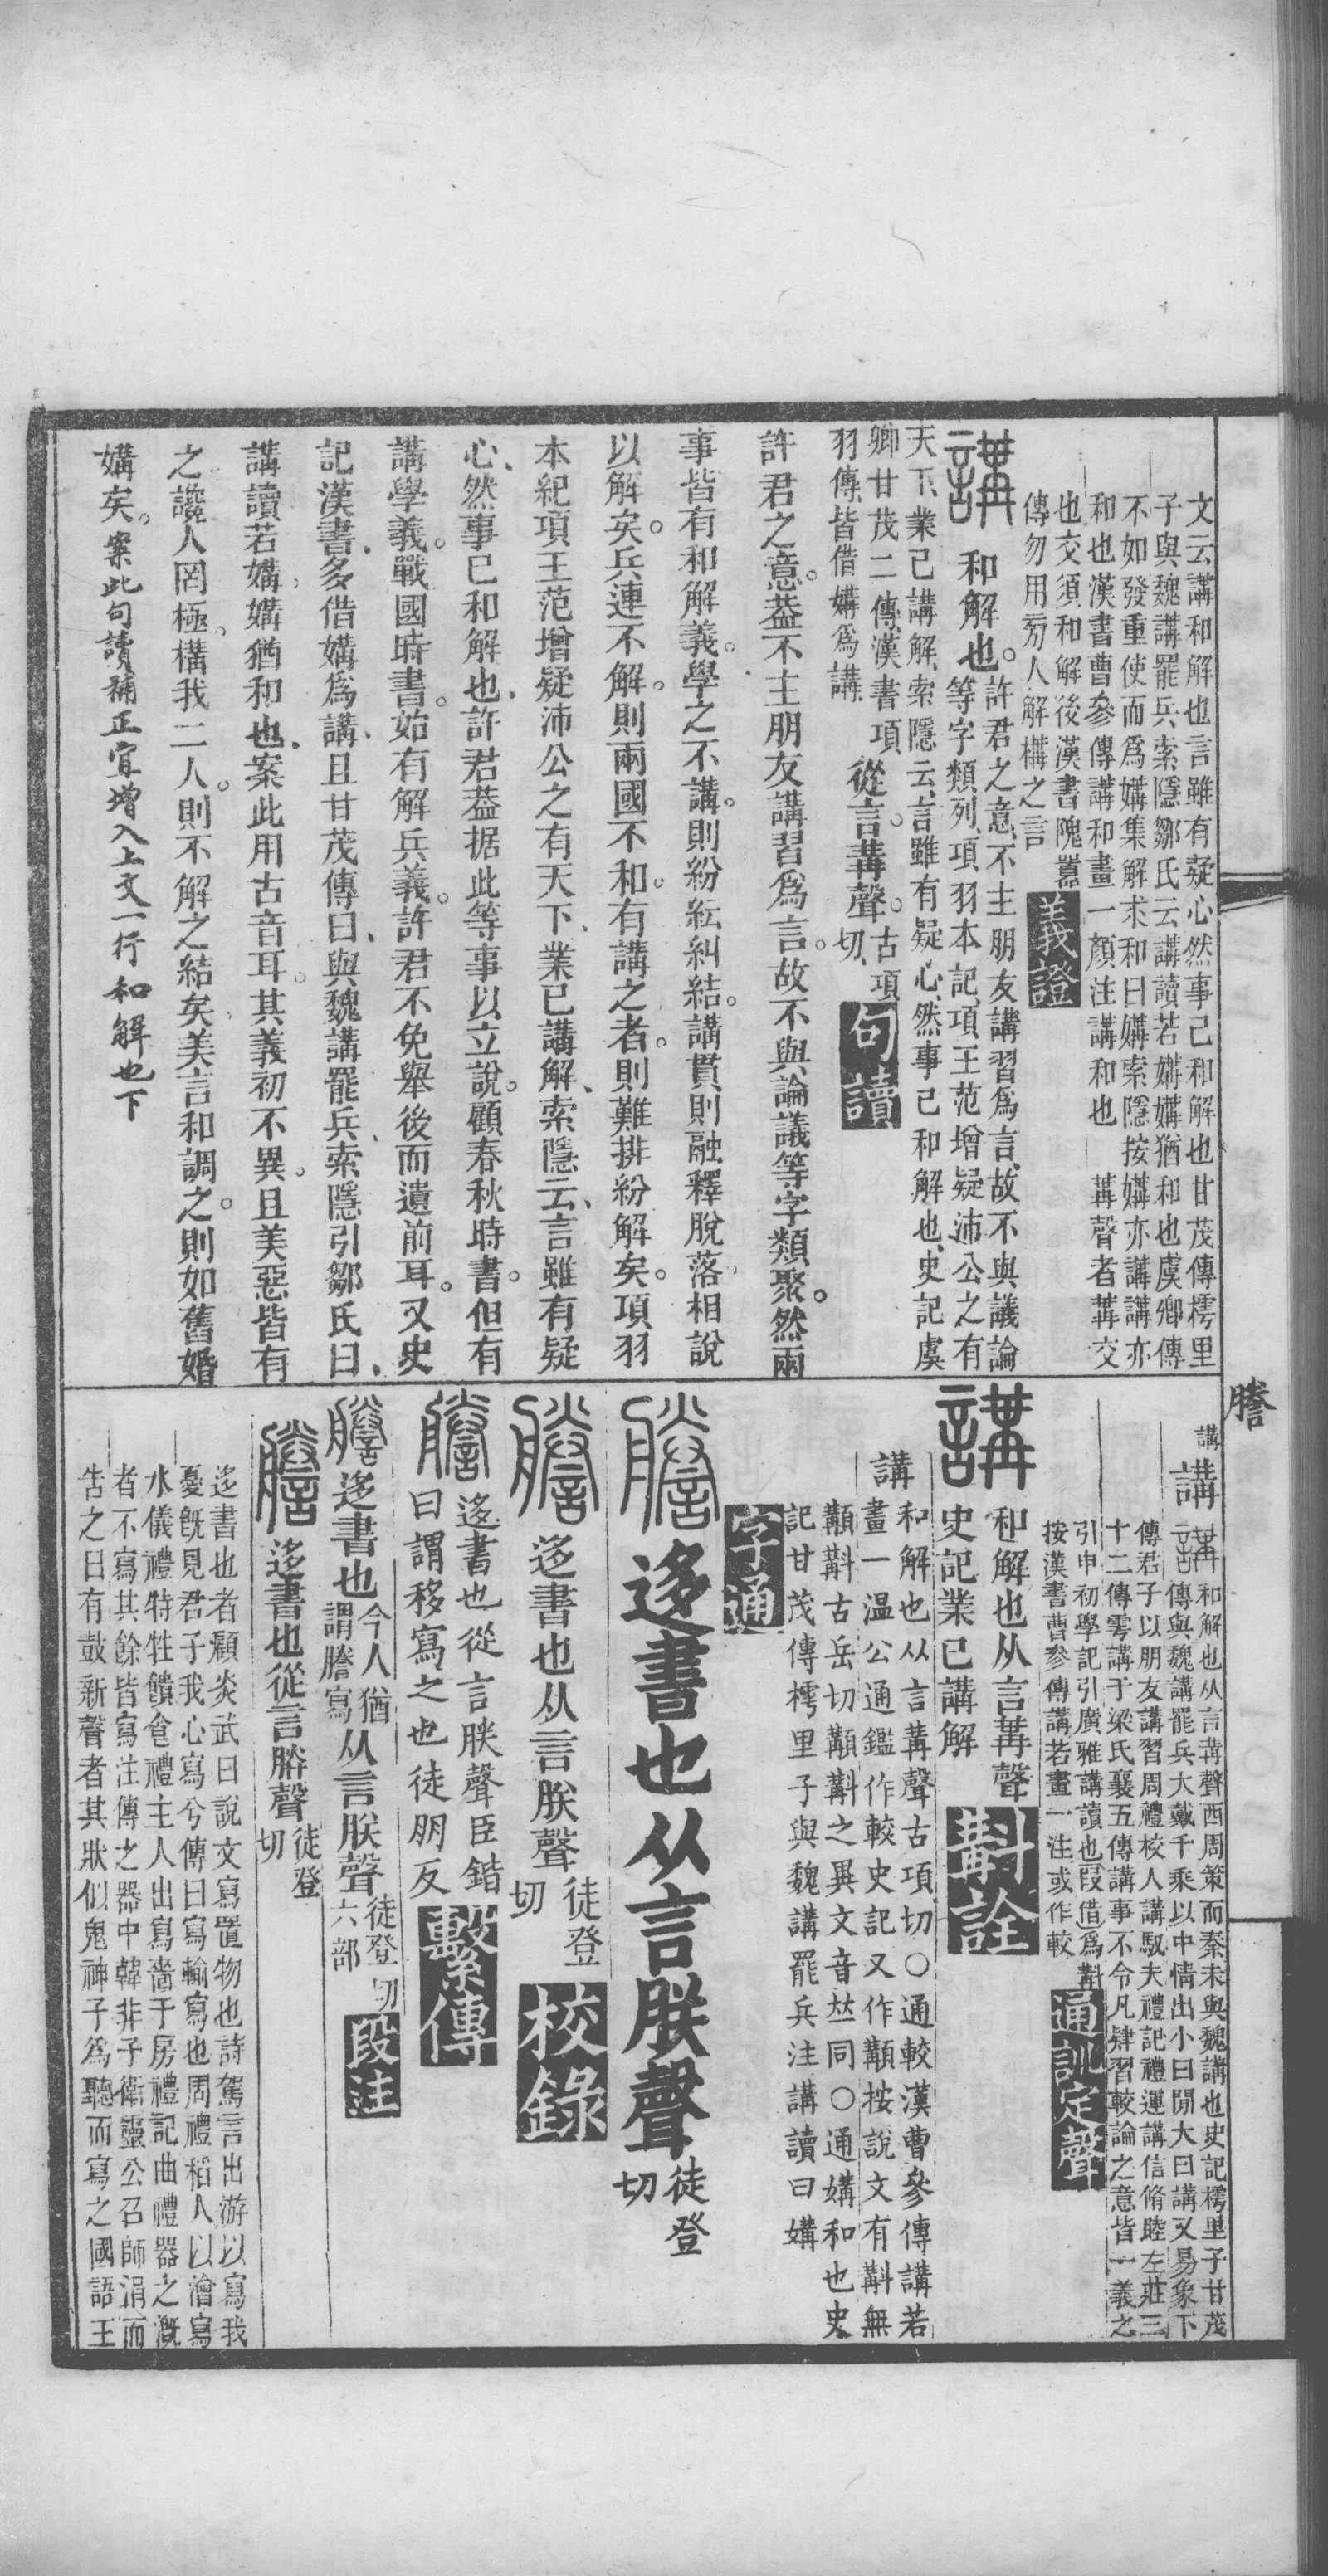 文云講和解也言雖有疑心然事已和解也甘茂傳樗里
子與魏講罷兵索隱鄒氏云講讀若媾媾猶和也虞卿傳
不如發重使而爲媾集解求和曰媾索隱按媾亦講講亦
和也漢書曹參傳講和畫一顏注講和也　冓聲者冓交
也交須和解後漢書隗囂
傳勿用㫄人解構之言
義證
講　和解也。許君之意、不主朋友講習爲言、故不與議論
等字類列、項羽本記、項王范增疑沛公之有
天下、業已講解、索隱云、言雖有疑心、然事已和解也、史記虞
卿甘茂二傳、漢書項
羽傳、皆借媾爲講、
從言。冓聲。古項
切、
句讀
許君之意。葢不主朋友講習爲言。故不與論議等字類聚。然兩
事皆有和解義。學之不講。則紛紜糾結。講貫則融釋脫落、相說
以解矣。兵連不解。則兩國不和。有講之者。則難排紛解矣。項羽
本紀項王范增疑沛公之有天下、業已講解、索隱云、言雖有疑
心、然事已和解也、許君葢据此等事以立說。顧春秋時書。但有
講學義。戰國時書。始有解兵義。許君不免舉後而遺前耳。又史
記漢書、多借媾爲講、且甘茂傳曰、與魏講罷兵、索隱引鄒氏曰、
講讀若媾、媾猶和也、案此用古音耳。其義初不異。且美惡皆有
之讒人罔極。構我二人。則不解之結矣、美言和調之。則如舊婚
媾矣。案此句讀補正宜增入上文一行和解也下
謄
講
講　講和解也从言冓聲西周策而秦未與魏講也史記樗里子甘茂
傳與魏講罷兵大戴千乘以中情出小曰閒大曰講又易象下
傳君子以朋友講習周禮校人講馭夫禮記禮運講信脩睦左莊三
十二傳雩講于梁氏襄五傳講事不令凡肄習較論之意皆一義之
引申初學記引廣雅講讀也叚借爲斠
按漢書曹參傳講若畫一注或作較
通訓定聲
講　和解也从言冓聲
史記業已講解
斠詮
講　和解也从言冓聲古項切〇通較漢曹參傳講若
畫一溫公通鑑作較史記又作顜按說文有斠無
顜斠古岳切顜斠之異文音𠀤同〇通媾和也史
記甘茂傳樗里子與魏講罷兵注講讀曰媾
字通
謄　迻書也从言朕聲徒登
切
謄　迻書也从言朕聲徒登
切
校錄
謄　迻書也從言朕聲臣鍇
曰謂移寫之也徒朋反
繫傳
謄　迻書也今人猶
謂謄寫从言朕聲徒登切
六部
段注
謄　迻書也從言朕聲徒登
切
迻書也者顧炎武曰說文寫置物也詩駕言出游以寫我
憂旣見君子我心寫兮傳曰寫輸寫也周禮稻人以澮寫
水儀禮特牲饋食禮主人出寫嗇于房禮記曲禮器之漑
者不寫其餘皆寫注傳之器中韓非子衛靈公召師涓而
吿之曰有鼓新聲者其狀似鬼神子爲聽而寫之國語王